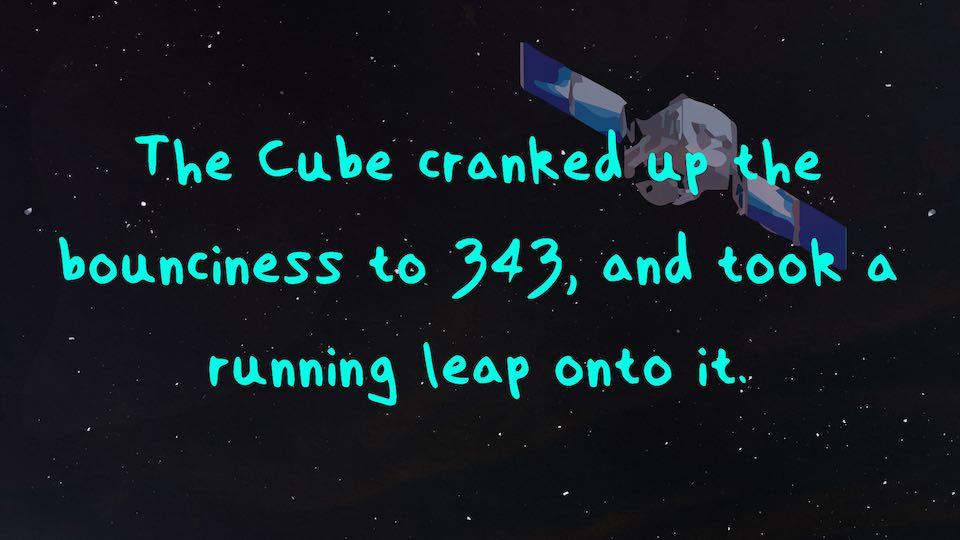 The Cube cranked up the
bounciness to 343, and took a
running leap onto it.